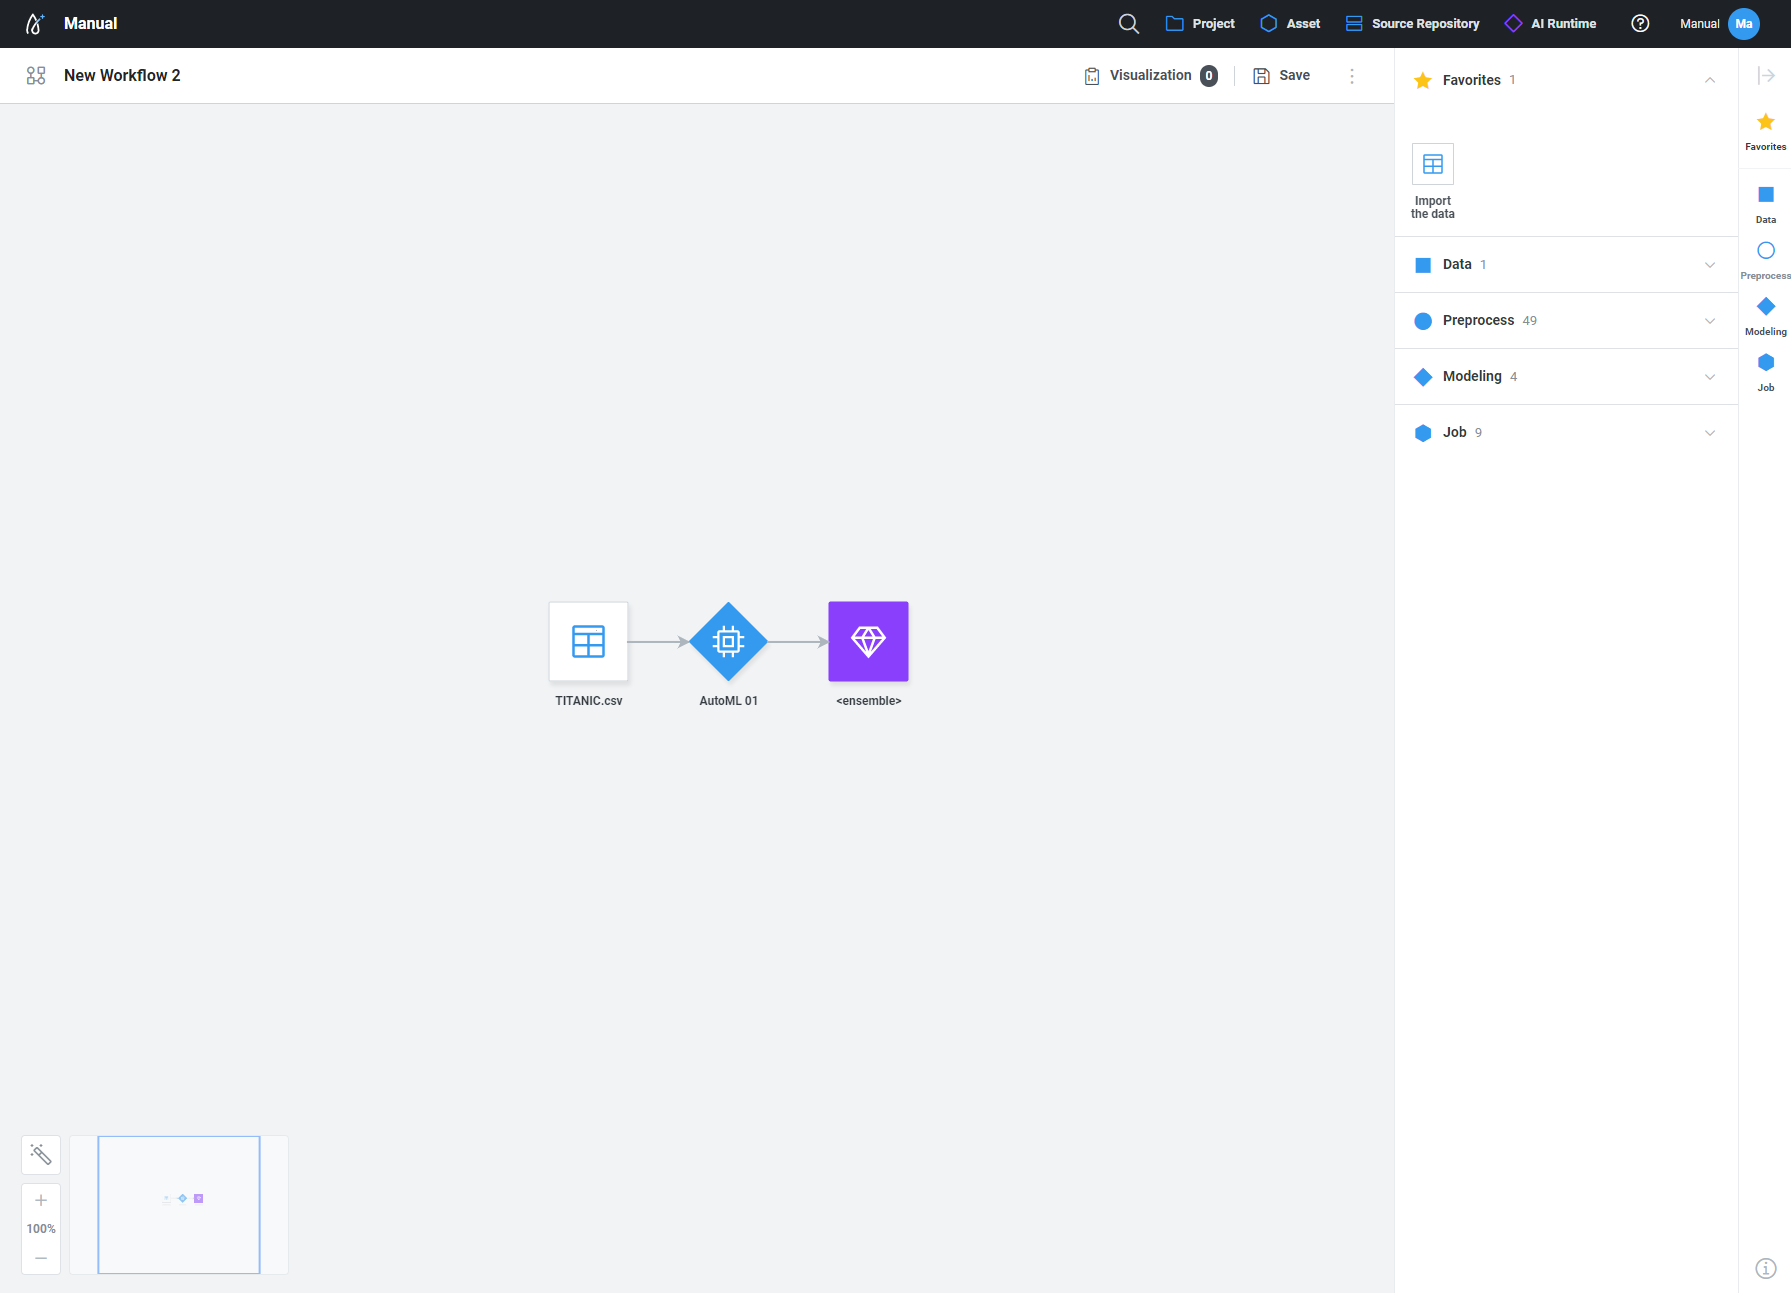 Manual
Project
Asset
Source Repository
AI Runtime
Manual
Ma
New Workflow 2
Visualization 0
Save
Favorites 1
Import
the data
Data 1
Preprocess 49
Modeling 4
Job 9
Favorites
Data
Preprocess
Modeling
Job
TITANIC.csv
AutoML 01
<ensemble>
100%